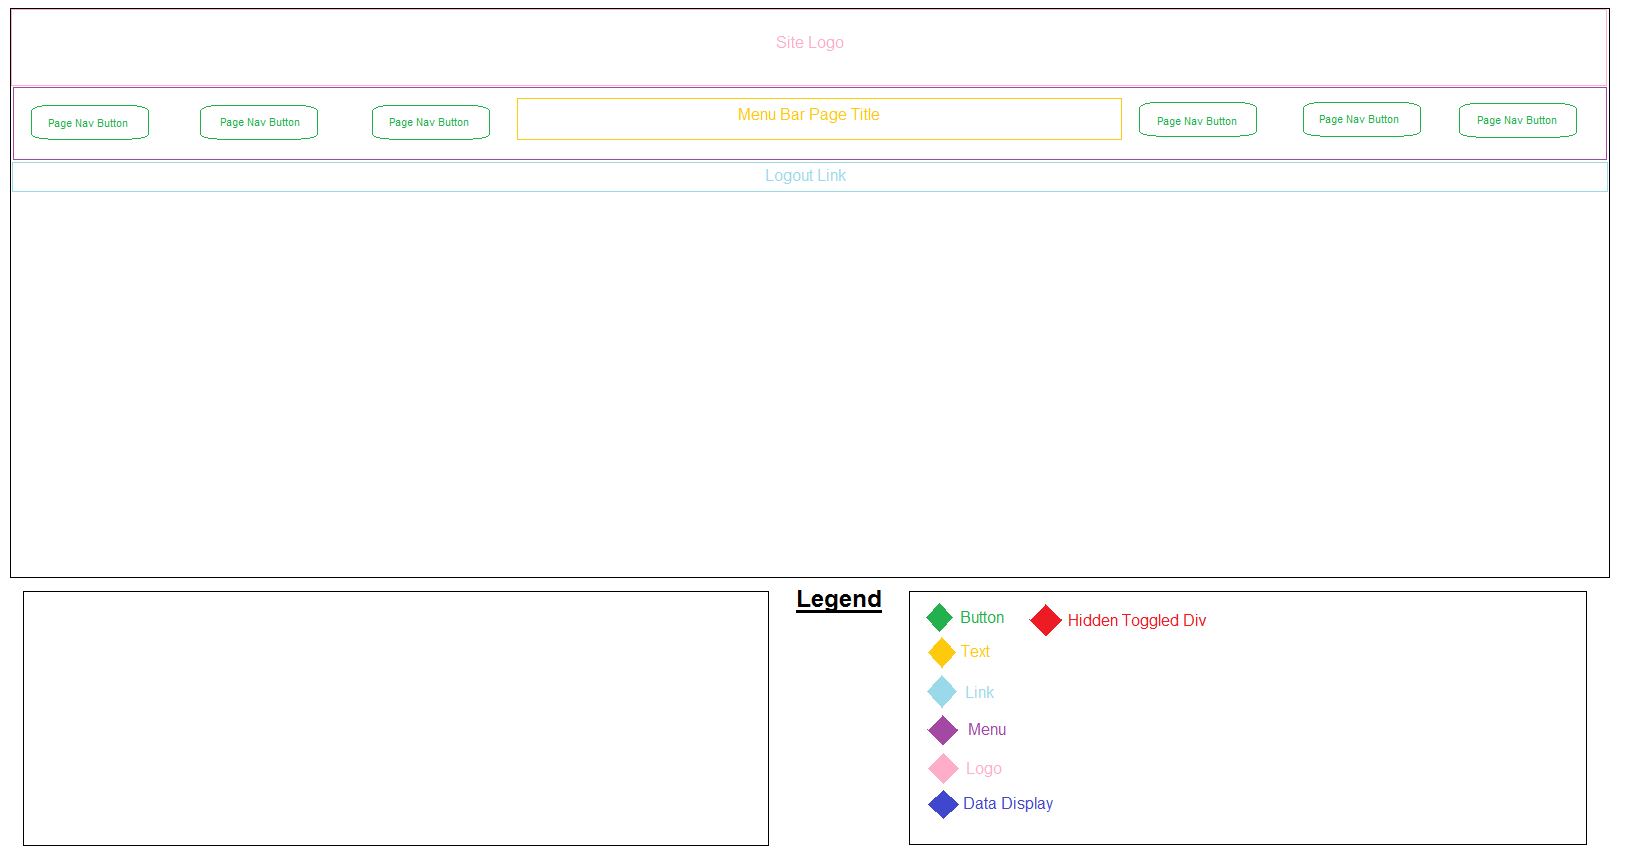 Site Logo
Page Nav Button
Page Nav Button
Page Nav Button
Menu Bar Page Title
Page Nav Button
Page Nav Button
Page Nav Button
Logout Link
Legend
Button
Hidden Toggled Div
Text
Link
Menu
Logo
Data Display